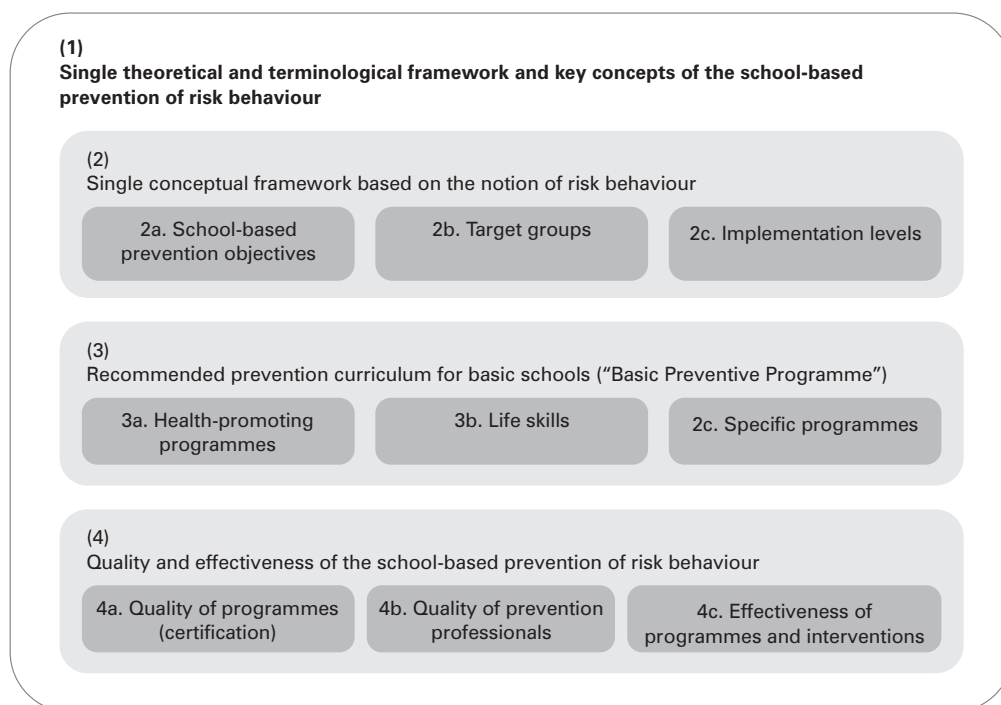 (1)
Single theoretical and terminological framework and key concepts of the school-based
prevention of risk behaviour
(2)
Single conceptual framework based on the notion of risk behaviour
2a. School-based
prevention objectives
2b. Target groups
2c. Implementation levels
(3)
Recommended prevention curriculum for basic schools (“Basic Preventive Programme”)
3a. Health-promoting
programmes
3b. Life skills
2c. Specific programmes
(4)
Quality and effectiveness of the school-based prevention of risk behaviour
4a. Quality of programmes
(certification)
4b. Quality of prevention
professionals
4c. Effectiveness of
programmes and interventions